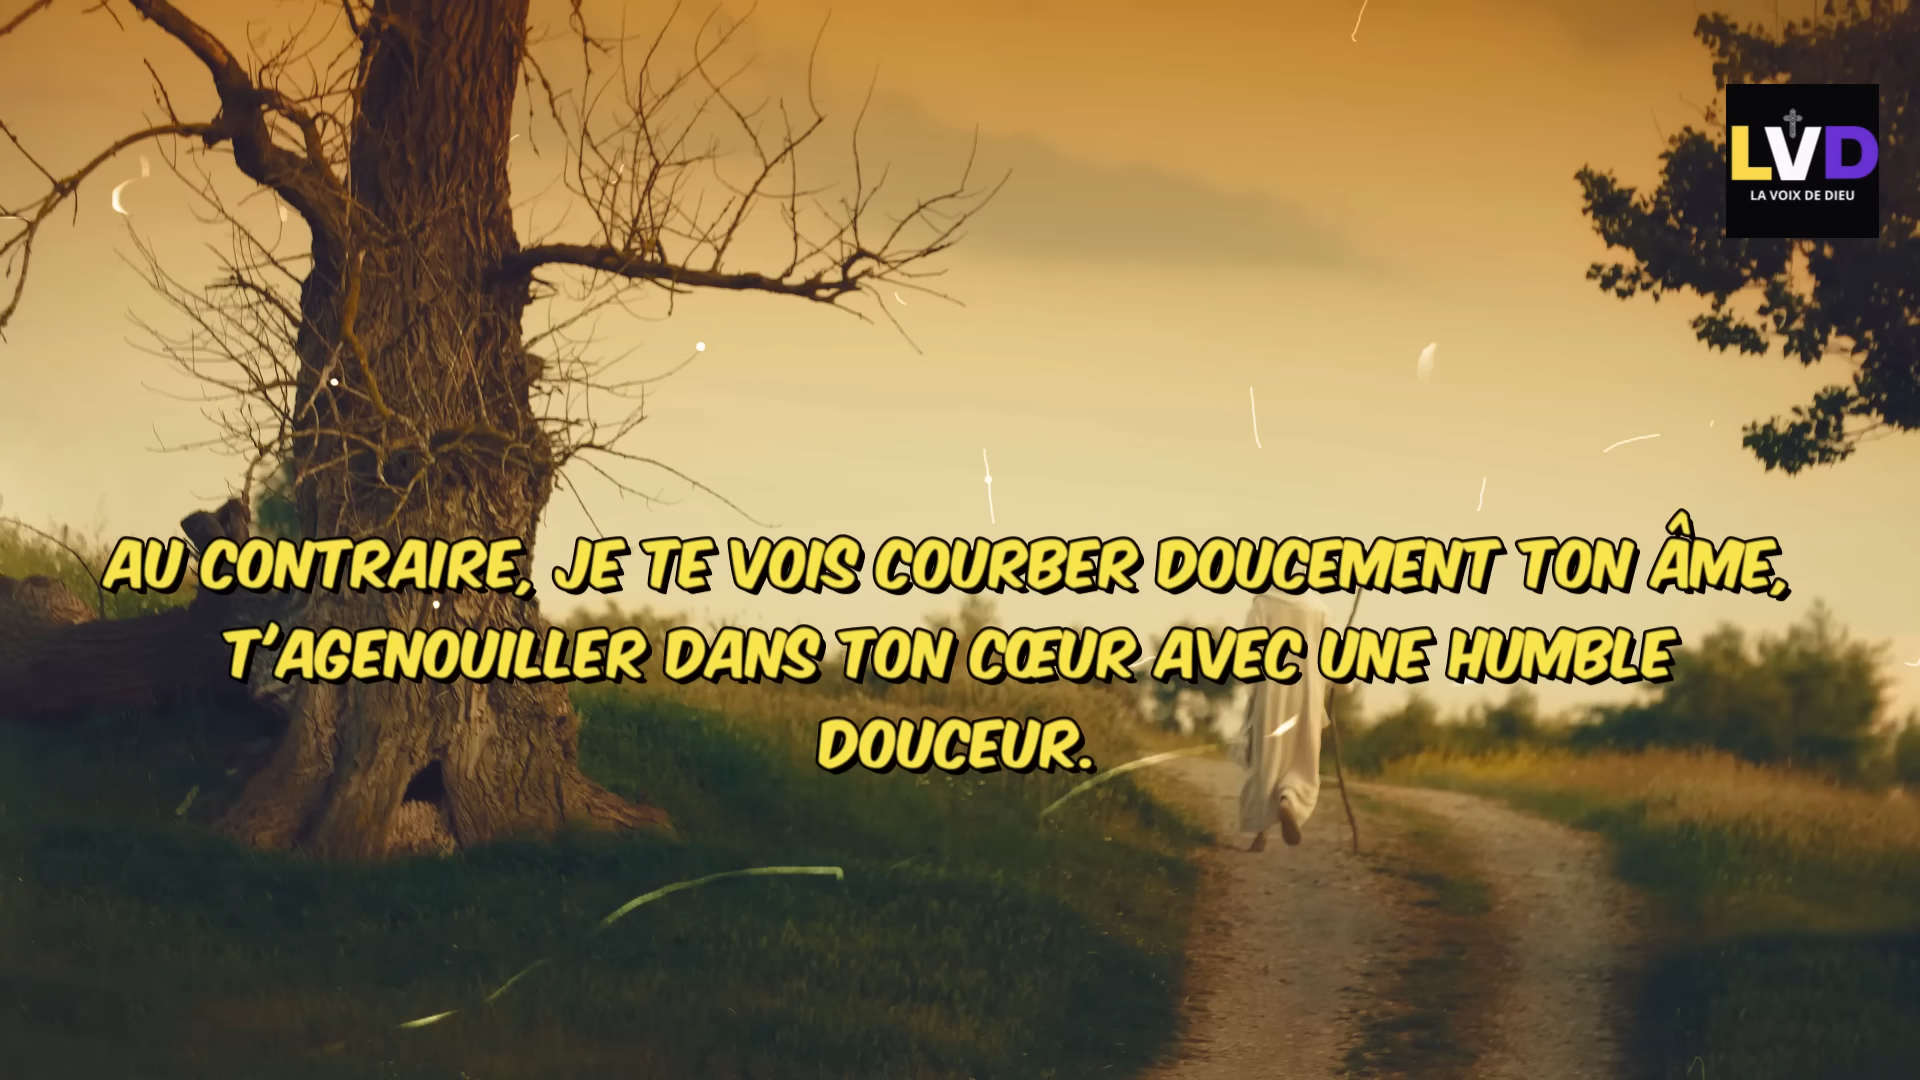 LVD
LA VOIX DE DIEU
AU CONTRAIRE, JE TE VOIS COURBER DOUCEMENT TON ÂME,
T'AGENOUILLER DANS TON CŒUR AVEC UNE HUMBLE
DOUCEUR.